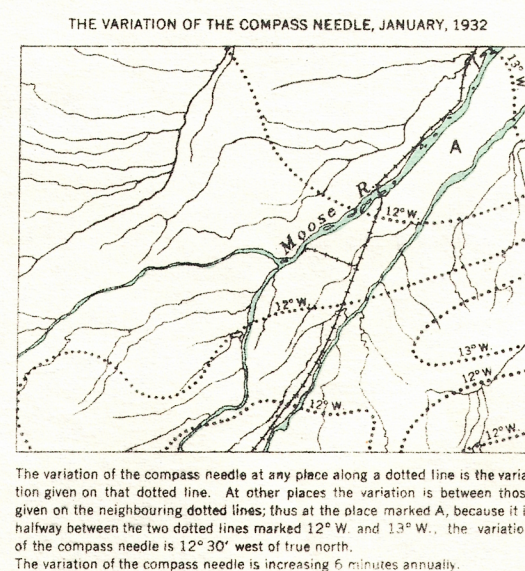 THE VARIATION OF THE COMPASS NEEDLE, JANUARY, 1932
13° W.
A
Moose R.
12° W.
12° W.
13° W.
12° W.
12° W.
12° W.
The variation of the compass needle at any place along a dotted line is the varia
tion given on that dotted line. At other places the variation is between thos
given on the neighbouring dotted lines; thus at the place marked A, because it i
halfway between the two dotted lines marked 12° W. and 13° W., the variatio
of the compass needle is 12° 30' west of true north.
The variation of the compass needle is increasing 6 minutes annually.